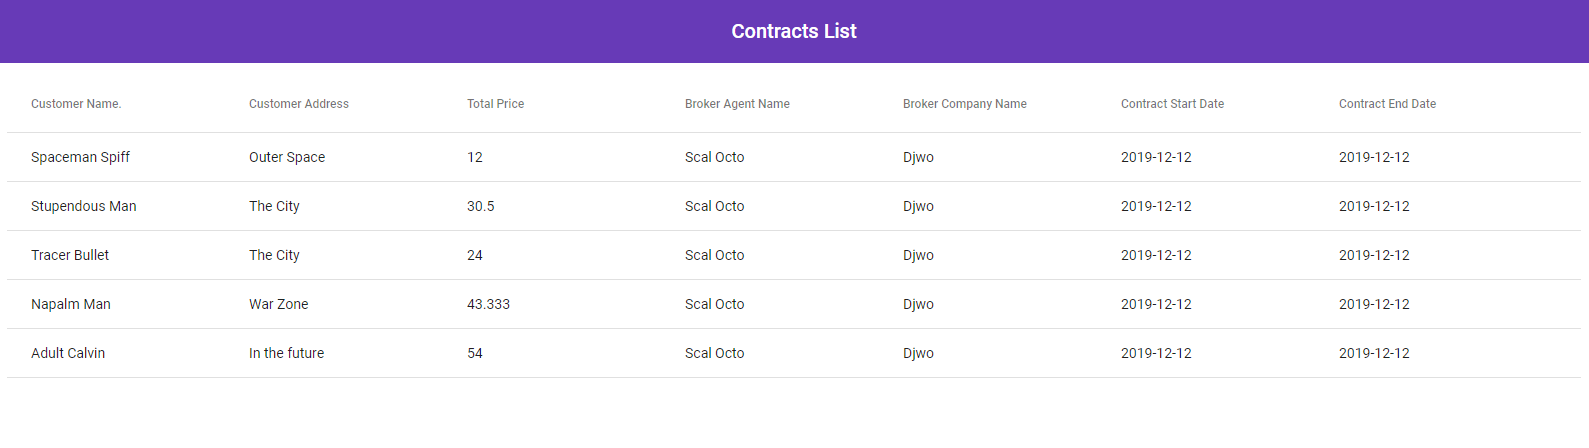 Contracts List
Customer Name. Customer Address Total Price Broker Agent Name Broker Company Name Contract Start Date Contract End Date
Spaceman Spiff Outer Space 12 Scal Octo Djwo 2019-12-12 2019-12-12
Stupendous Man The City 30.5 Scal Octo Djwo 2019-12-12 2019-12-12
Tracer Bullet The City 24 Scal Octo Djwo 2019-12-12 2019-12-12
Napalm Man War Zone 43.333 Scal Octo Djwo 2019-12-12 2019-12-12
Adult Calvin In the future 54 Scal Octo Djwo 2019-12-12 2019-12-12